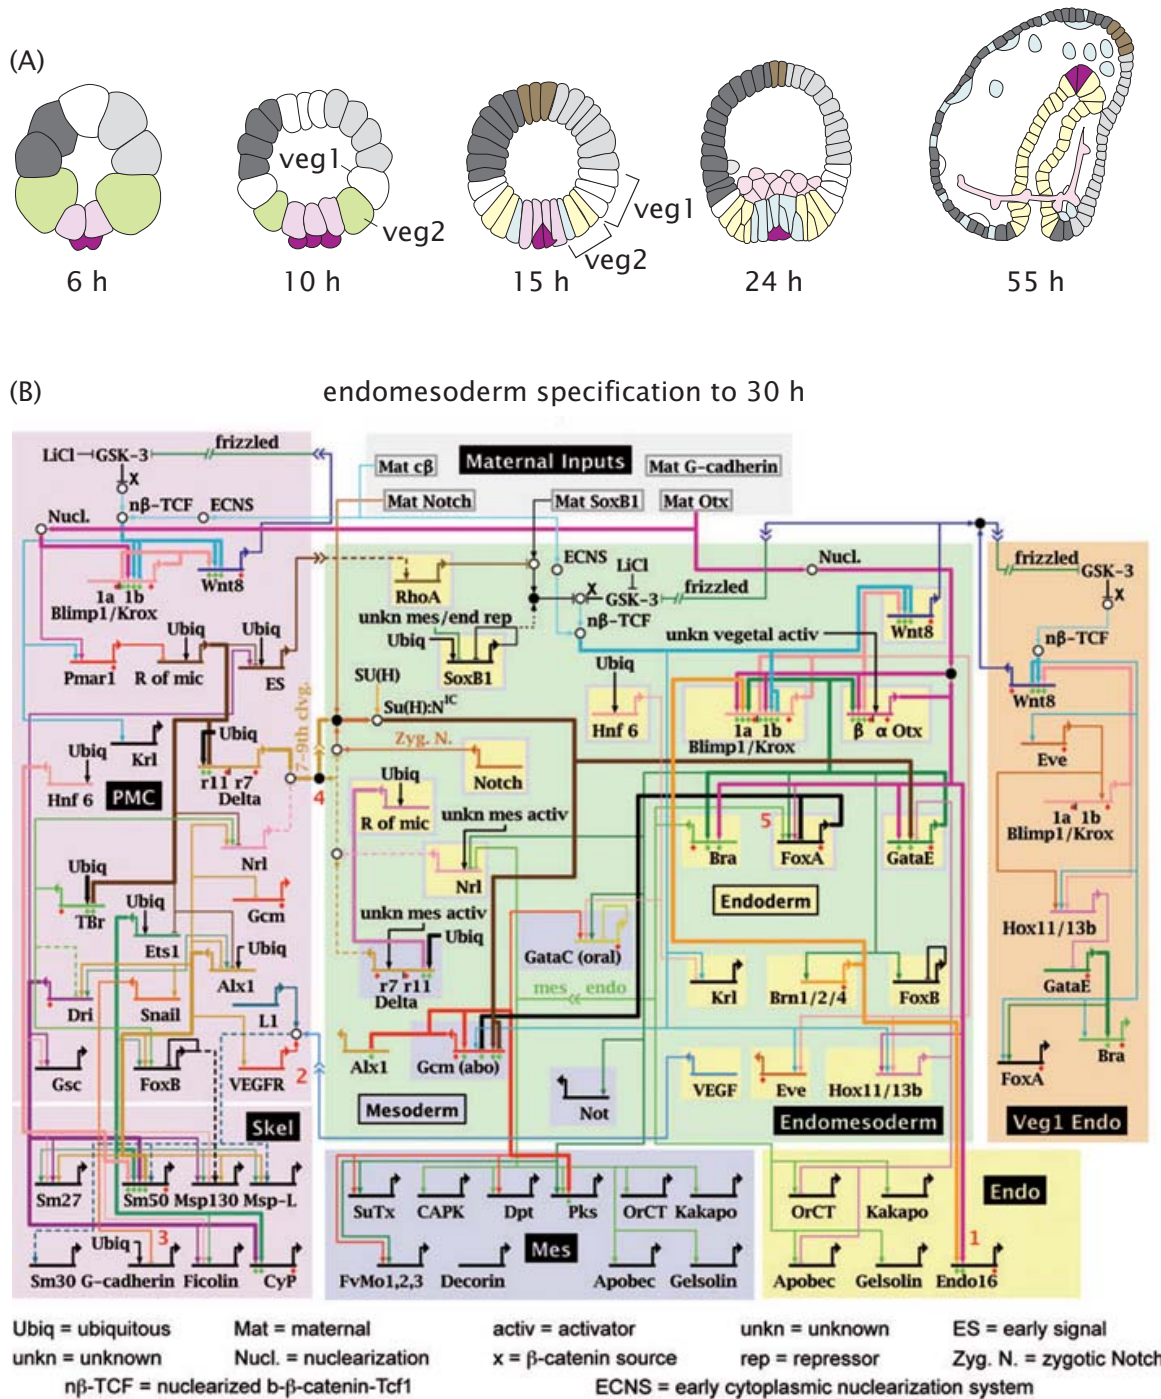 (A)
veg1
veg2
veg1
veg2
6 h
10 h
15 h
24 h
55 h
(B)
endomesoderm specification to 30 h
LiCl
GSK-3
frizzled
X
nβ-TCF
ECNS
Nucl.
1a 1b
Blimp1/Krox
Wnt8
Ubiq
Ubiq
Pmar1
R of mic
ES
Krl
Ubiq
Ubiq
r11 r7
Delta
Hnf 6
PMC
Nrl
Ubiq
TBr
Ubiq
Gcm
Ets1
Ubiq
Alx1
Dri
Snail
L1
Gsc
FoxB
VEGFR
2
Skel
Sm27
Sm50
Msp130
Msp-L
Ubiq
3
Sm30
G-cadherin
Ficolin
CyP
Mat cβ
Maternal Inputs
Mat G-cadherin
Mat Notch
Mat SoxB1
Mat Otx
ECNS
LiCl
Nucl.
RhoA
X
GSK-3
frizzled
unkn mes/end rep
nβ-TCF
Ubiq
SoxB1
unkn vegetal activ
Wnt8
7-9th clvg.
SU(H)
Su(H):Nᴵᶜ
Ubiq
Hnf 6
1a 1b
Blimp1/Krox
β α Otx
Zyg. N.
Notch
4
Ubiq
R of mic
unkn mes activ
Nrl
5
Bra
FoxA
GataE
Endoderm
unkn mes activ
Ubiq
r7 r11
Delta
GataC (oral)
mes
endo
Krl
Brn1/2/4
FoxB
Alx1
Gcm (abo)
Not
VEGF
Eve
Hox11/13b
Mesoderm
Endomesoderm
frizzled
GSK-3
X
nβ-TCF
Wnt8
Eve
1a 1b
Blimp1/Krox
Hox11/13b
GataE
Bra
FoxA
Veg1 Endo
SuTx
CAPK
Dpt
Pks
OrCT
Kakapo
Mes
FvMo1,2,3
Decorin
Apobec
Gelsolin
Endo
OrCT
Kakapo
1
Apobec
Gelsolin
Endo16
Ubiq = ubiquitous
Mat = maternal
activ = activator
unkn = unknown
ES = early signal
unkn = unknown
Nucl. = nuclearization
x = β-catenin source
rep = repressor
Zyg. N. = zygotic Notch
nβ-TCF = nuclearized b-β-catenin-Tcf1
ECNS = early cytoplasmic nuclearization system